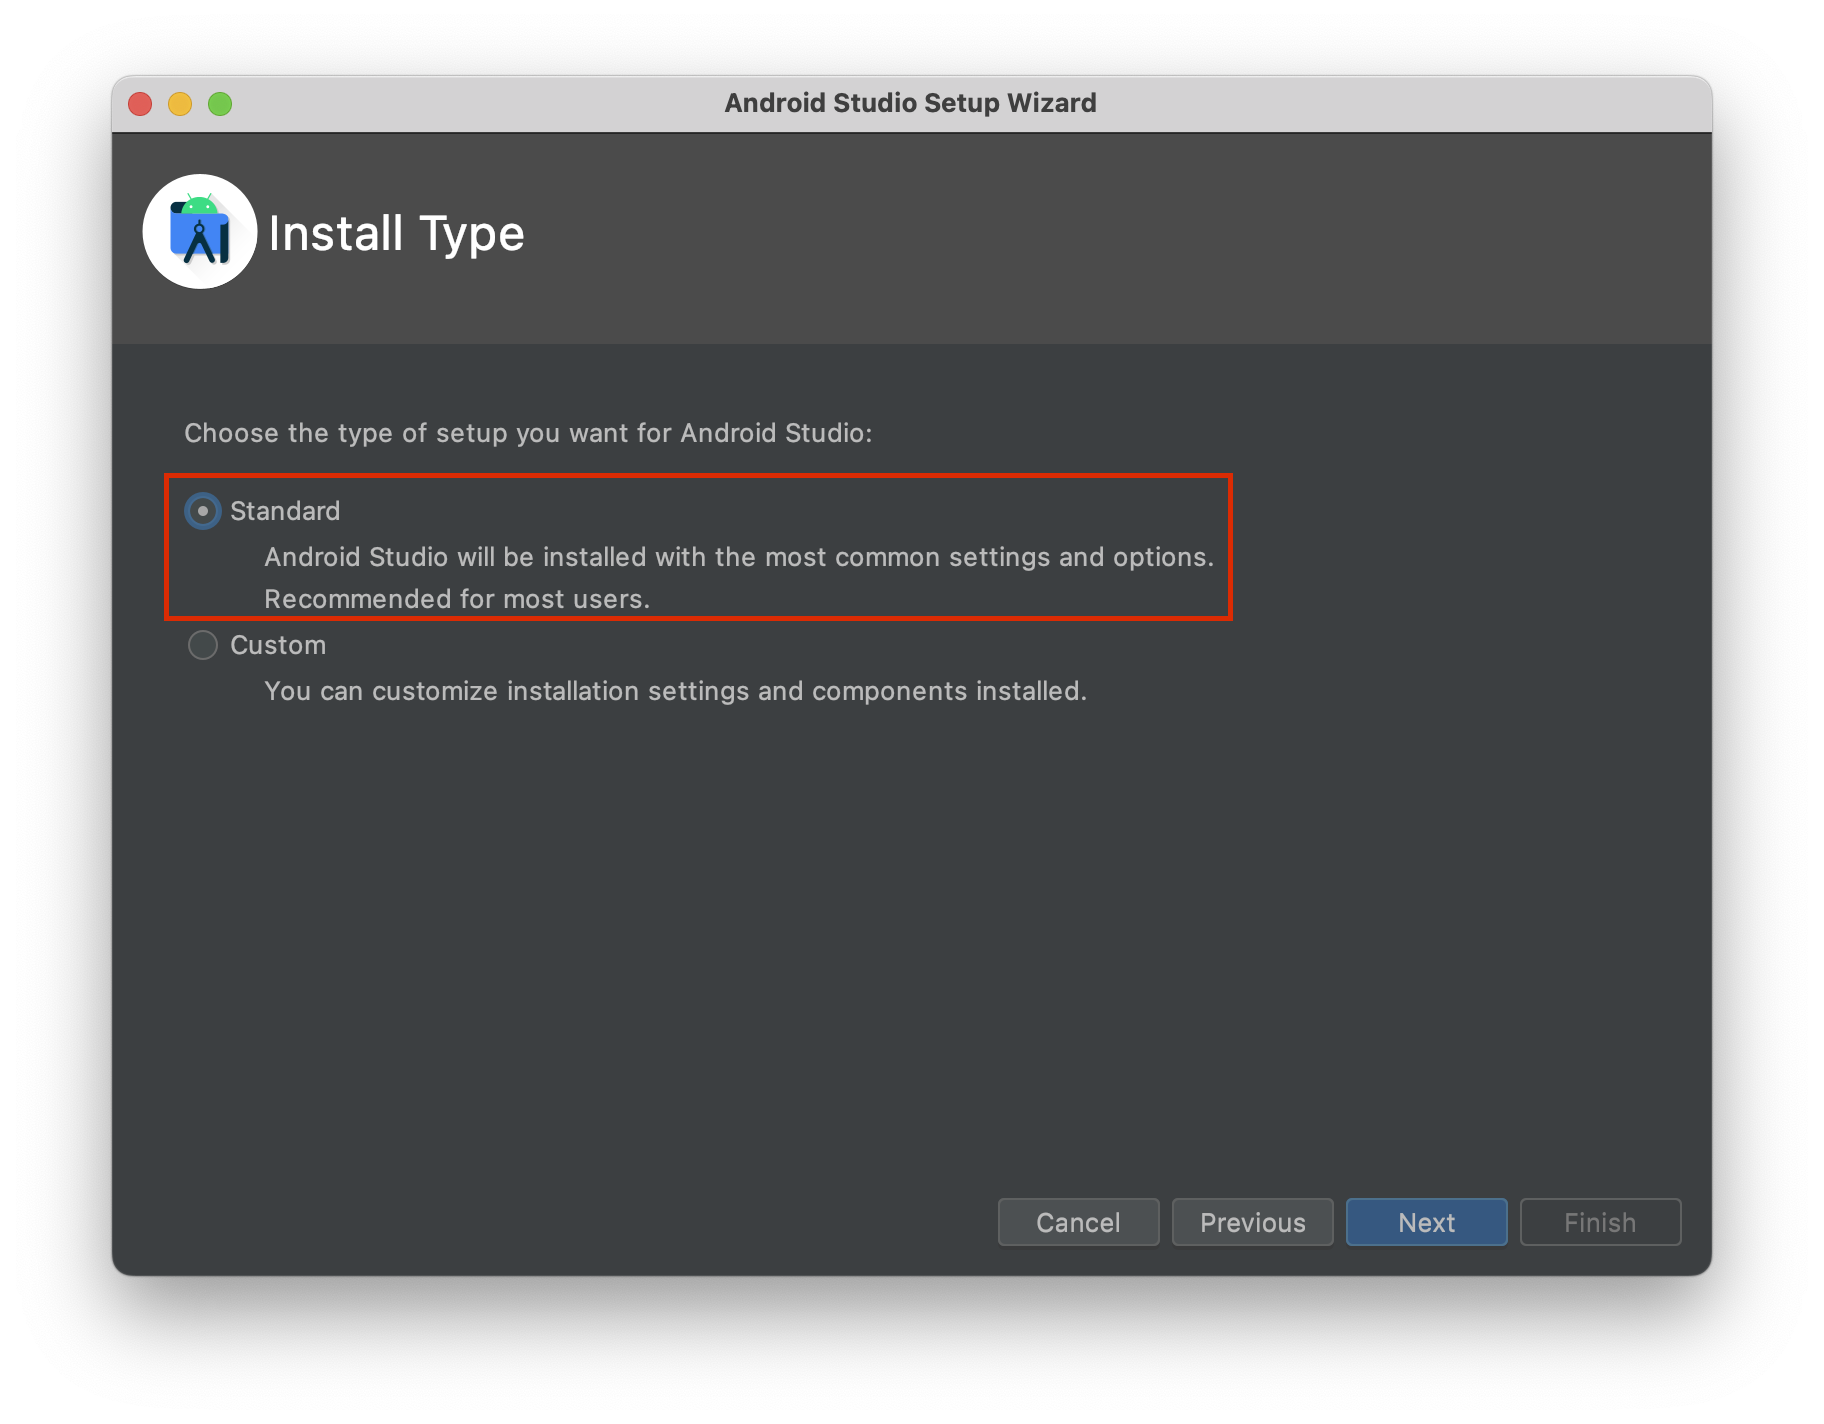 Android Studio Setup Wizard
Install Type
Choose the type of setup you want for Android Studio:
Standard
Android Studio will be installed with the most common settings and options.
Recommended for most users.
Custom
You can customize installation settings and components installed.
Cancel
Previous
Next
Finish